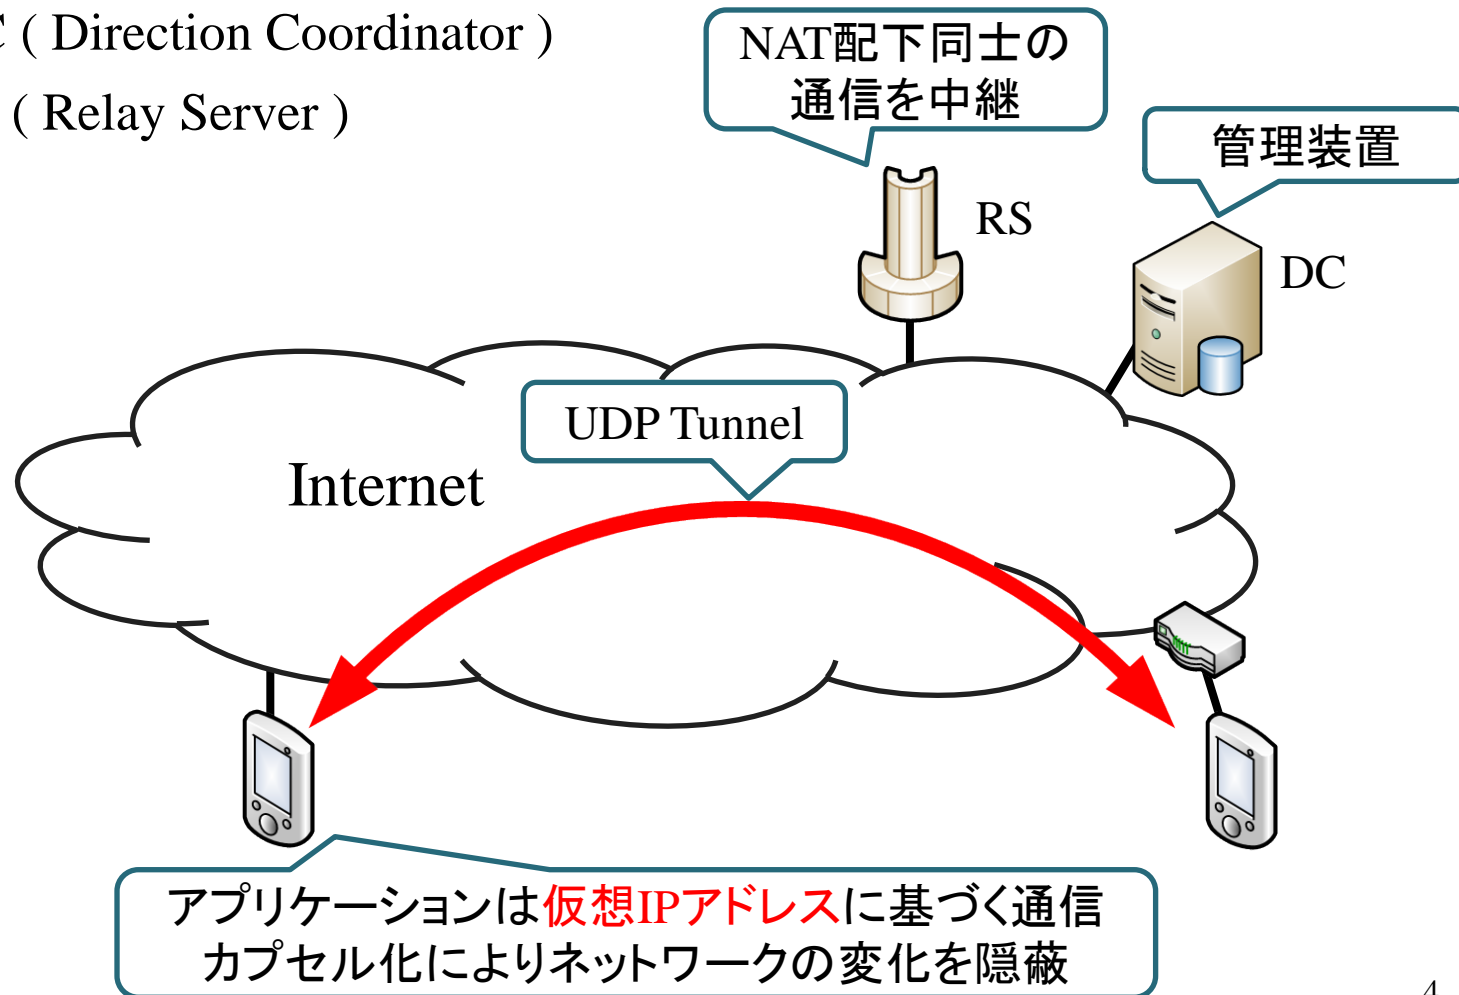 C ( Direction Coordinator )
( Relay Server )
NAT配下同士の
通信を中継
管理装置
RS
DC
UDP Tunnel
Internet
アプリケーションは仮想IPアドレスに基づく通信
カプセル化によりネットワークの変化を隠蔽
4